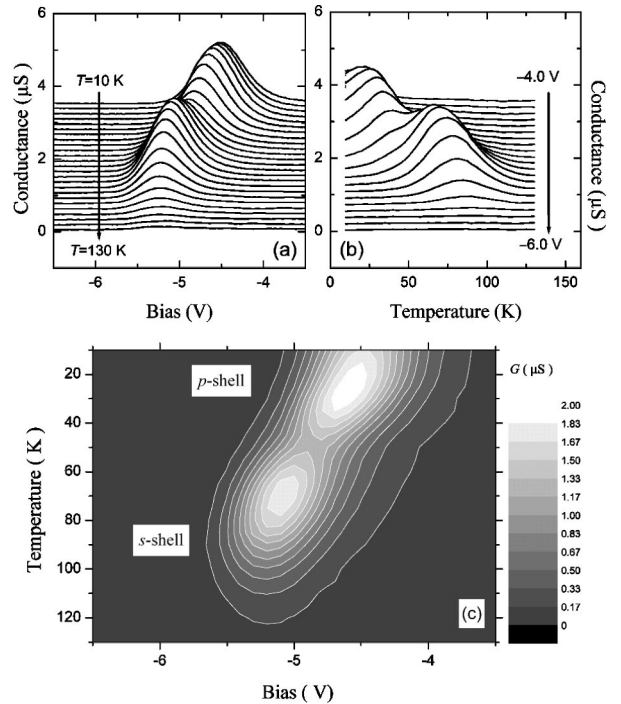 6
4
2
0
Conductance (μS)
T=10 K
T=130 K
(a)
-6
-5
-4
Bias (V)
6
4
2
0
–4.0 V
–6.0 V
(b)
Conductance (μS)
0
50
100
150
Temperature (K)
p-shell
s-shell
(c)
20
40
60
80
100
120
Temperature ( K )
-6
-5
-4
Bias ( V )
G ( μS )
2.00
1.83
1.67
1.50
1.33
1.17
1.00
0.83
0.67
0.50
0.33
0.17
0